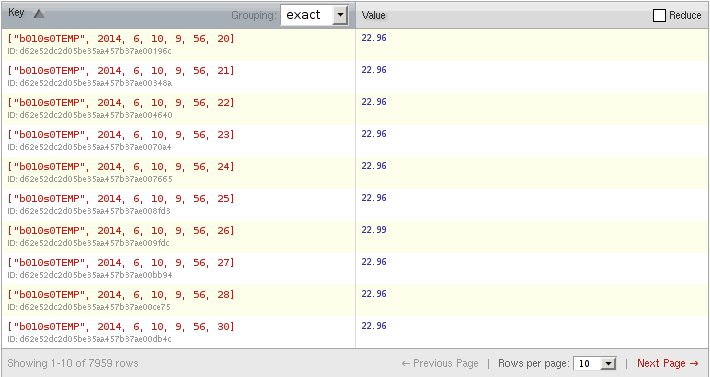 Key Grouping: exact Value Reduce
["b010s0TEMP", 2014, 6, 10, 9, 56, 20] 22.96
ID: d62e52dc2d05be35aa457b37ae00196c
["b010s0TEMP", 2014, 6, 10, 9, 56, 21] 22.96
ID: d62e52dc2d05be35aa457b37ae00348a
["b010s0TEMP", 2014, 6, 10, 9, 56, 22] 22.96
ID: d62e52dc2d05be35aa457b37ae004640
["b010s0TEMP", 2014, 6, 10, 9, 56, 23] 22.96
ID: d62e52dc2d05be35aa457b37ae0070a4
["b010s0TEMP", 2014, 6, 10, 9, 56, 24] 22.96
ID: d62e52dc2d05be35aa457b37ae007665
["b010s0TEMP", 2014, 6, 10, 9, 56, 25] 22.96
ID: d62e52dc2d05be35aa457b37ae008fd3
["b010s0TEMP", 2014, 6, 10, 9, 56, 26] 22.99
ID: d62e52dc2d05be35aa457b37ae009fdc
["b010s0TEMP", 2014, 6, 10, 9, 56, 27] 22.96
ID: d62e52dc2d05be35aa457b37ae00bb94
["b010s0TEMP", 2014, 6, 10, 9, 56, 28] 22.96
ID: d62e52dc2d05be35aa457b37ae00ce75
["b010s0TEMP", 2014, 6, 10, 9, 56, 30] 22.96
ID: d62e52dc2d05be35aa457b37ae00db4c
Showing 1-10 of 7959 rows ← Previous Page | Rows per page: 10 | Next Page →